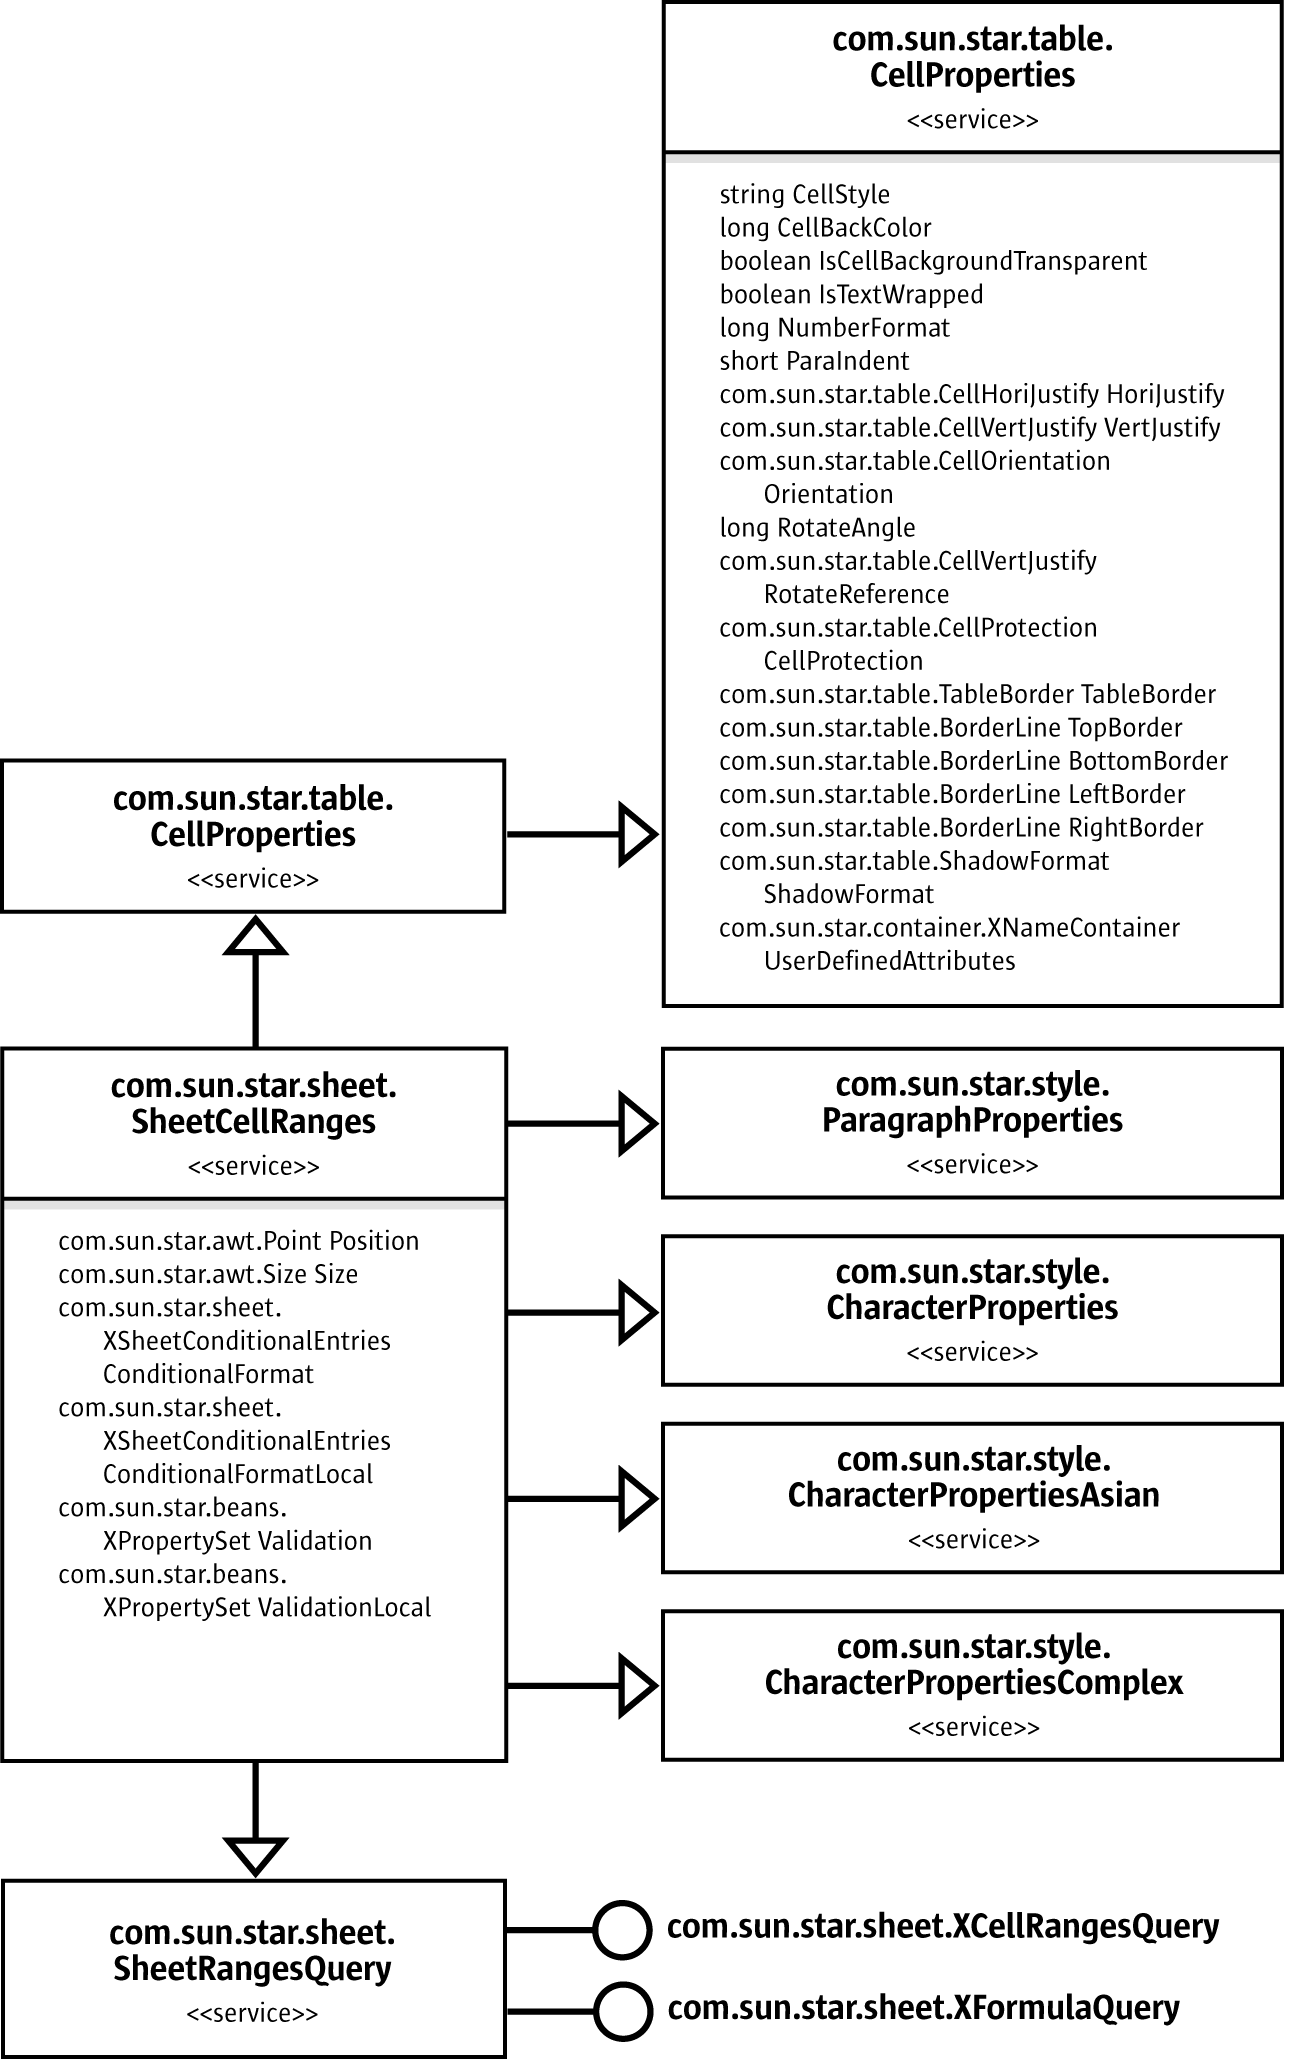 com.sun.star.table.
CellProperties
<<service>>
string CellStyle
long CellBackColor
boolean IsCellBackgroundTransparent
boolean IsTextWrapped
long NumberFormat
short ParaIndent
com.sun.star.table.CellHoriJustify HoriJustify
com.sun.star.table.CellVertJustify VertJustify
com.sun.star.table.CellOrientation
Orientation
long RotateAngle
com.sun.star.table.CellVertJustify
RotateReference
com.sun.star.table.CellProtection
CellProtection
com.sun.star.table.TableBorder TableBorder
com.sun.star.table.BorderLine TopBorder
com.sun.star.table.BorderLine BottomBorder
com.sun.star.table.BorderLine LeftBorder
com.sun.star.table.BorderLine RightBorder
com.sun.star.table.ShadowFormat
ShadowFormat
com.sun.star.container.XNameContainer
UserDefinedAttributes
com.sun.star.table.
CellProperties
<<service>>
com.sun.star.sheet.
SheetCellRanges
<<service>>
com.sun.star.awt.Point Position
com.sun.star.awt.Size Size
com.sun.star.sheet.
XSheetConditionalEntries
ConditionalFormat
com.sun.star.sheet.
XSheetConditionalEntries
ConditionalFormatLocal
com.sun.star.beans.
XPropertySet Validation
com.sun.star.beans.
XPropertySet ValidationLocal
com.sun.star.style.
ParagraphProperties
<<service>>
com.sun.star.style.
CharacterProperties
<<service>>
com.sun.star.style.
CharacterPropertiesAsian
<<service>>
com.sun.star.style.
CharacterPropertiesComplex
<<service>>
com.sun.star.sheet.
SheetRangesQuery
<<service>>
com.sun.star.sheet.XCellRangesQuery
com.sun.star.sheet.XFormulaQuery